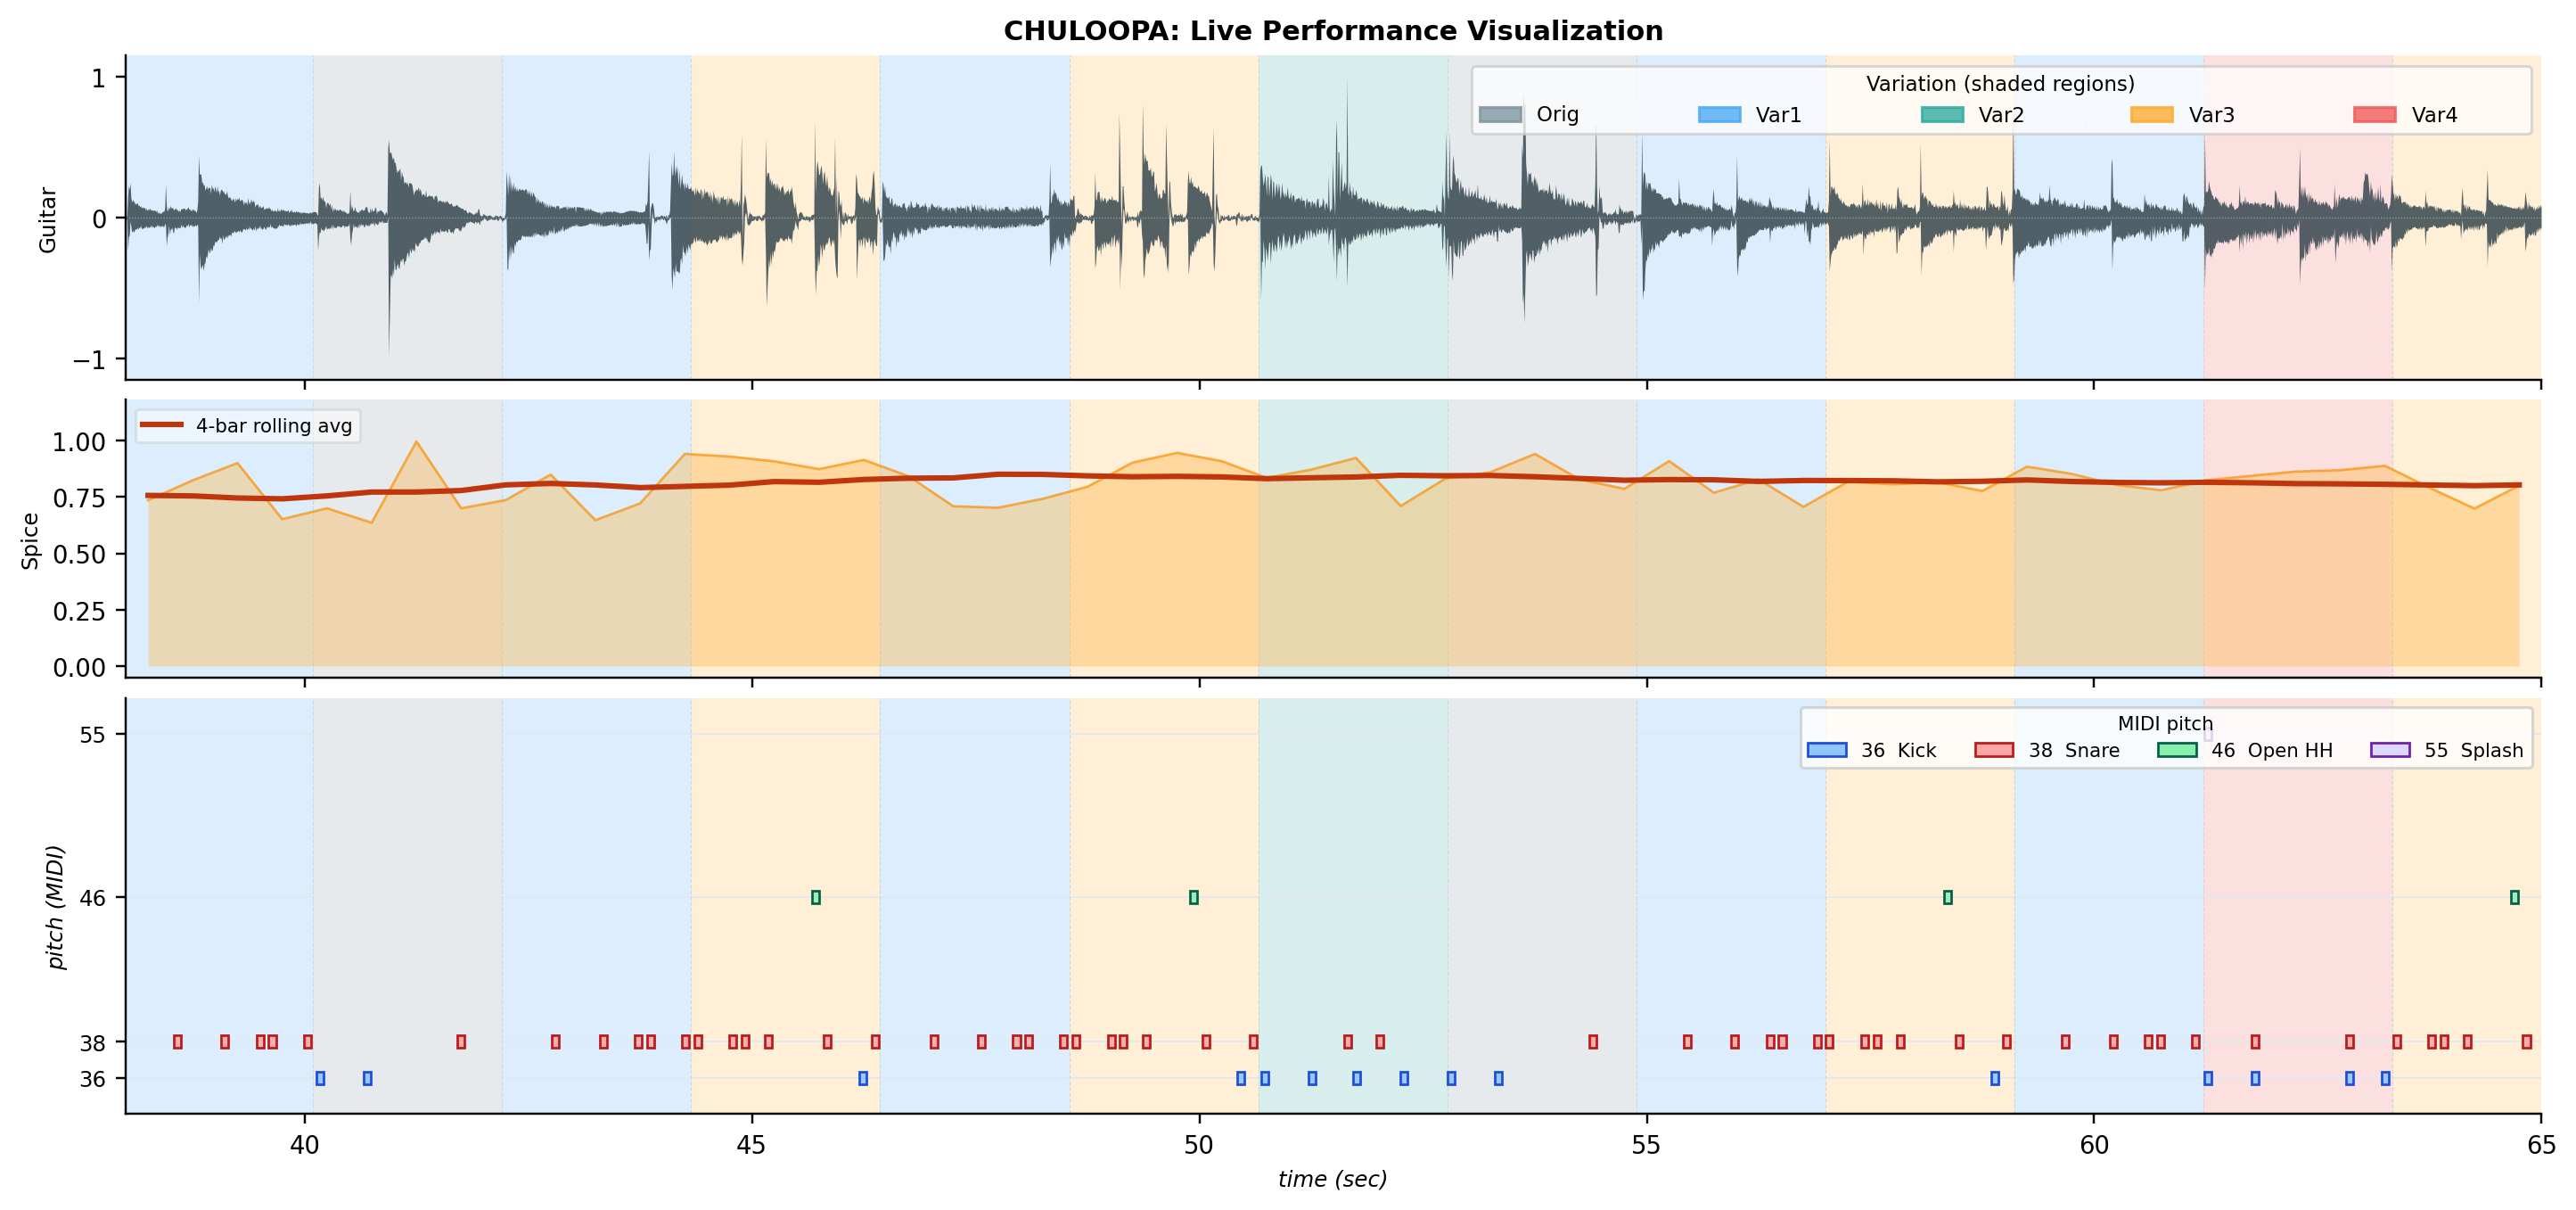 CHULOOPA: Live Performance Visualization
Variation (shaded regions)
Orig Var1 Var2 Var3 Var4
1
0
−1
Guitar
4-bar rolling avg
1.00
0.75
0.50
0.25
0.00
Spice
MIDI pitch
36 Kick 38 Snare 46 Open HH 55 Splash
55
46
38
36
pitch (MIDI)
40 45 50 55 60 65
time (sec)